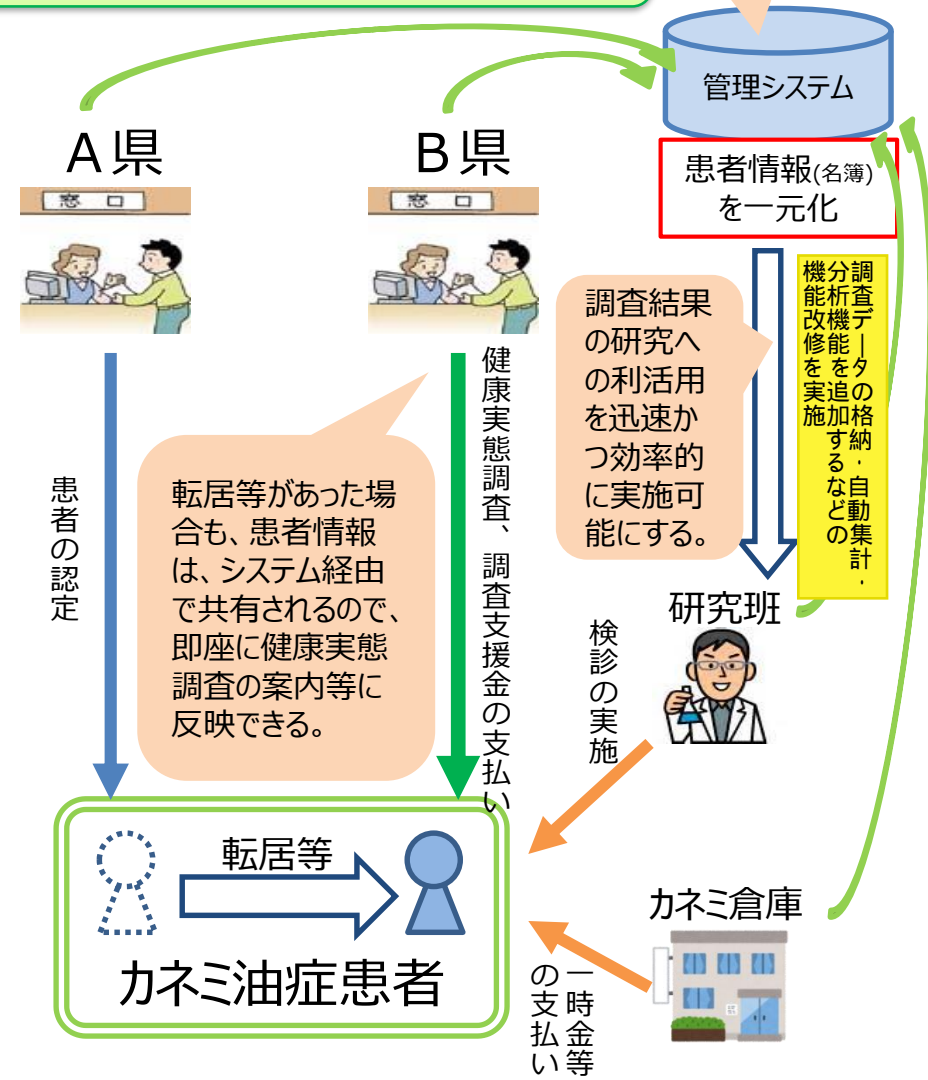 管理システム
患者情報(名簿)
を一元化
A県
B県
窓口
窓口
調査データの格納・自動集計・
分析機能を追加するなどの
機能改修を実施
調査結果
の研究へ
の利活用
を迅速か
つ効率的
に実施可
能にする。
健康実態調査、調査支援金の支払い
患者の認定
転居等があった場
合も、患者情報
は、システム経由
で共有されるので、
即座に健康実態
調査の案内等に
反映できる。
研究班
検診の実施
転居等
カネミ油症患者
カネミ倉庫
一時金等
の支払い